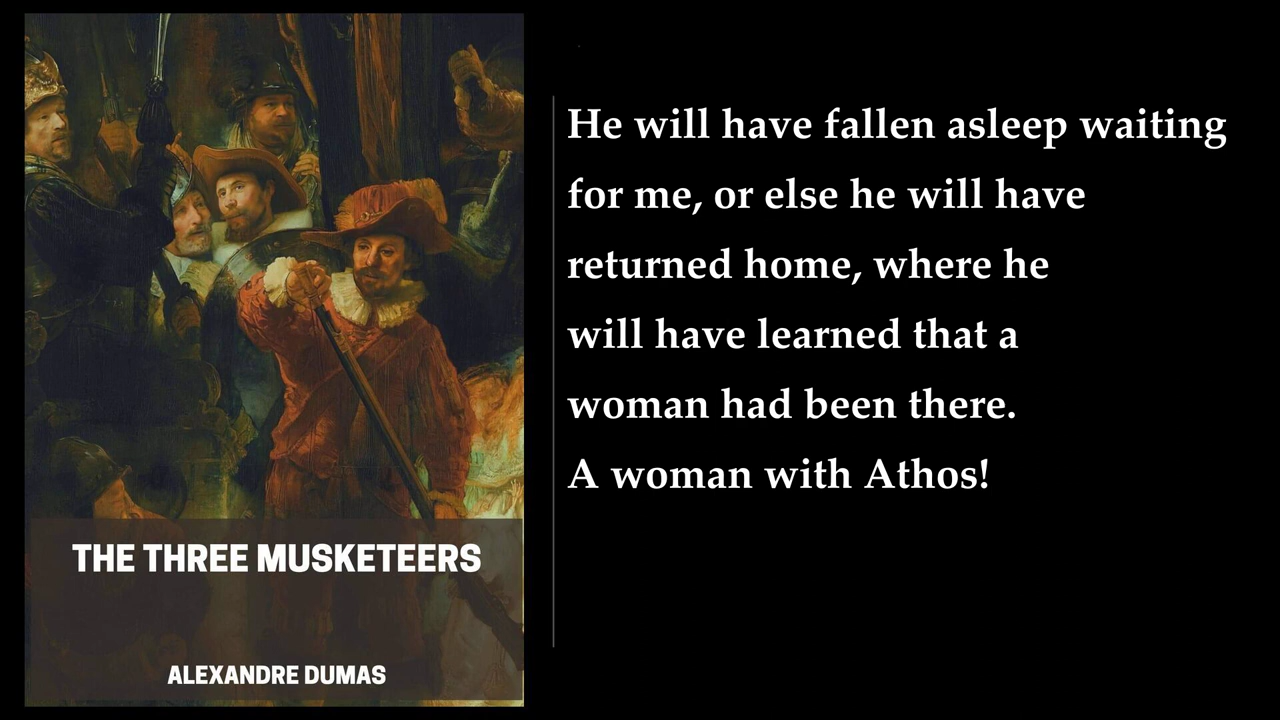 THE THREE MUSKETEERS
ALEXANDRE DUMAS
He will have fallen asleep waiting
for me, or else he will have
returned home, where he
will have learned that a
woman had been there.
A woman with Athos!